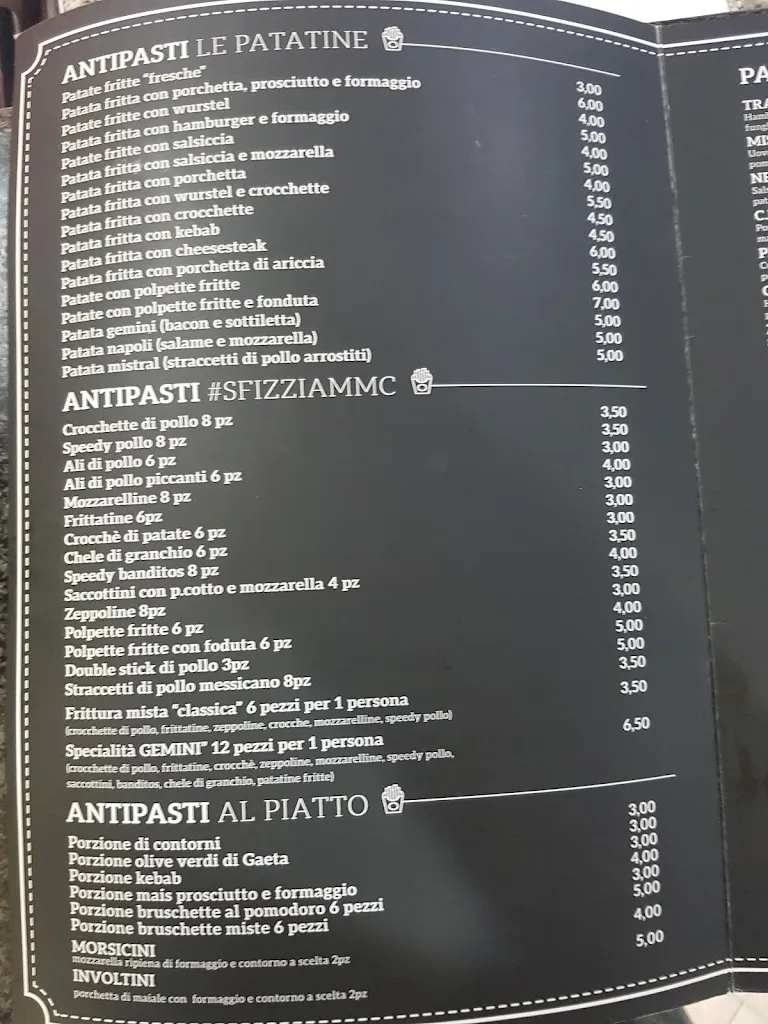 ANTIPASTI LE PATATINE
Patate fritte "fresche" 3,00
Patata fritta con porchetta, prosciutto e formaggio 6,00
Patate fritte con wurstel 4,00
Patata fritta con hamburger e formaggio 5,00
Patate fritte con salsiccia 4,00
Patata fritta con salsiccia e mozzarella 5,00
Patata fritta con porchetta 4,00
Patata fritta con wurstel e crocchette 5,50
Patata fritta con crocchette 4,50
Patata fritta con kebab 4,50
Patata fritta con cheesesteak 6,00
Patata fritta con porchetta di ariccia 5,50
Patate con polpette fritte 6,00
Patate con polpette fritte e fonduta 7,00
Patata gemini (bacon e sottiletta) 5,00
Patata napoli (salame e mozzarella) 5,00
Patata mistral (straccetti di pollo arrostiti) 5,00
ANTIPASTI #SFIZZIAMMC
Crocchette di pollo 8 pz 3,50
Speedy pollo 8 pz 3,50
Ali di pollo 6 pz 3,00
Ali di pollo piccanti 6 pz 4,00
Mozzarelline 8 pz 3,00
Frittatine 6pz 3,00
Crocchè di patate 6 pz 3,00
Chele di granchio 6 pz 3,50
Speedy banditos 8 pz 4,00
Saccottini con p.cotto e mozzarella 4 pz 3,50
Zeppoline 8pz 3,00
Polpette fritte 6 pz 4,00
Polpette fritte con foduta 6 pz 5,00
Double stick di pollo 3pz 5,00
Straccetti di pollo messicano 8pz 3,50
Frittura mista "classica" 6 pezzi per 1 persona 3,50
(crocchette di pollo, frittatine, zeppoline, crocche, mozzarelline, speedy pollo)
Specialità GEMINI" 12 pezzi per 1 persona 6,50
(crocchette di pollo, frittatine, crocchè, zeppoline, mozzarelline, speedy pollo,
saccottini, banditos, chele di granchio, patatine fritte)
ANTIPASTI AL PIATTO
Porzione di contorni 3,00
Porzione olive verdi di Gaeta 3,00
Porzione kebab 3,00
Porzione mais prosciutto e formaggio 4,00
Porzione bruschette al pomodoro 6 pezzi 3,00
Porzione bruschette miste 6 pezzi 5,00
MORSICINI 4,00
mozzarella ripiena di formaggio e contorno a scelta 2pz
INVOLTINI 5,00
porchetta di maiale con formaggio e contorno a scelta 2pz
PA
TRA